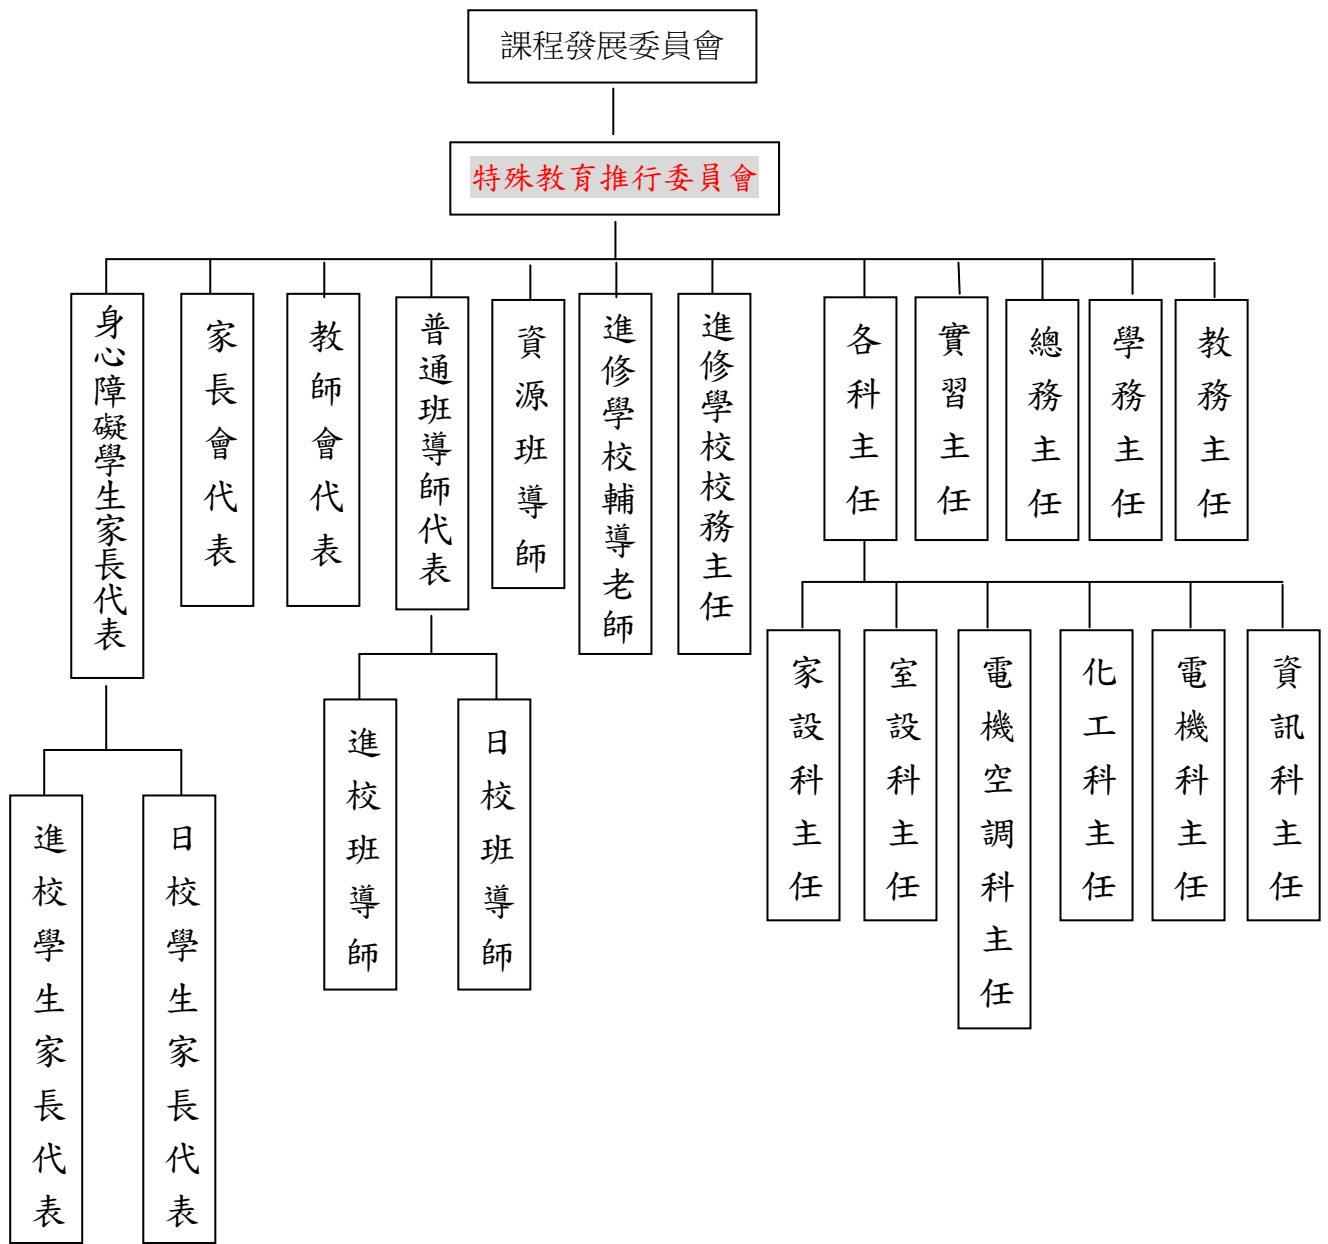 課程發展委員會
特殊教育推行委員會
身心障礙學生家長代表
家長會代表
教師會代表
普通班導師代表
資源班導師
進修學校輔導老師
進修學校校務主任
各科主任
實習主任
總務主任
學務主任
教務主任
家設科主任
室設科主任
電機空調科主任
化工科主任
電機科主任
資訊科主任
進校班導師
日校班導師
進校學生家長代表
日校學生家長代表